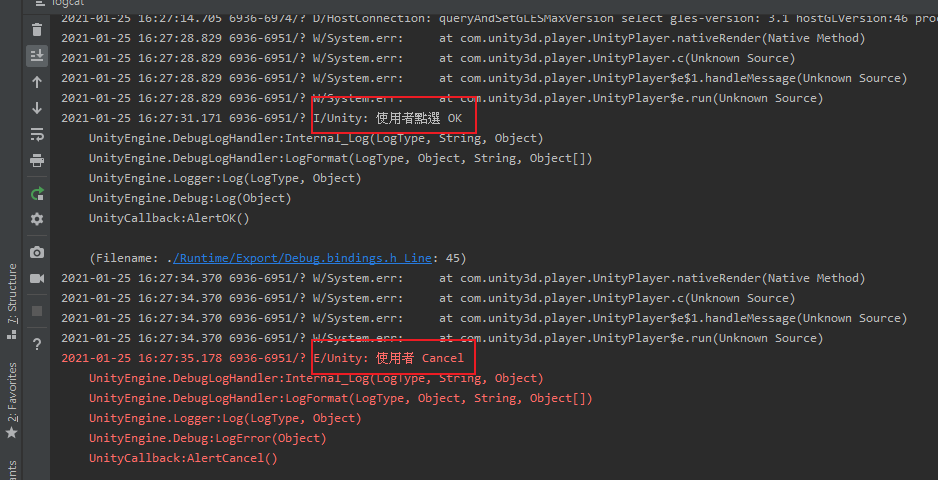 logcat
2021-01-25 16:27:14.705 6936-6974/? D/HostConnection: queryAndSetGLESMaxVersion select gles-version: 3.1 hostGLVersion:46 proc
2021-01-25 16:27:28.829 6936-6951/? W/System.err:     at com.unity3d.player.UnityPlayer.nativeRender(Native Method)
2021-01-25 16:27:28.829 6936-6951/? W/System.err:     at com.unity3d.player.UnityPlayer.c(Unknown Source)
2021-01-25 16:27:28.829 6936-6951/? W/System.err:     at com.unity3d.player.UnityPlayer$e$1.handleMessage(Unknown Source)
2021-01-25 16:27:28.829 6936-6951/? W/System.err:     at com.unity3d.player.UnityPlayer$e.run(Unknown Source)
2021-01-25 16:27:31.171 6936-6951/? I/Unity: 使用者點選 OK
UnityEngine.DebugLogHandler:Internal_Log(LogType, String, Object)
UnityEngine.DebugLogHandler:LogFormat(LogType, Object, String, Object[])
UnityEngine.Logger:Log(LogType, Object)
UnityEngine.Debug:Log(Object)
UnityCallback:AlertOK()
(Filename: ./Runtime/Export/Debug.bindings.h Line: 45)
2021-01-25 16:27:34.370 6936-6951/? W/System.err:     at com.unity3d.player.UnityPlayer.nativeRender(Native Method)
2021-01-25 16:27:34.370 6936-6951/? W/System.err:     at com.unity3d.player.UnityPlayer.c(Unknown Source)
2021-01-25 16:27:34.370 6936-6951/? W/System.err:     at com.unity3d.player.UnityPlayer$e$1.handleMessage(Unknown Source)
2021-01-25 16:27:34.370 6936-6951/? W/System.err:     at com.unity3d.player.UnityPlayer$e.run(Unknown Source)
2021-01-25 16:27:35.178 6936-6951/? E/Unity: 使用者 Cancel
UnityEngine.DebugLogHandler:Internal_Log(LogType, String, Object)
UnityEngine.DebugLogHandler:LogFormat(LogType, Object, String, Object[])
UnityEngine.Logger:Log(LogType, Object)
UnityEngine.Debug:LogError(Object)
UnityCallback:AlertCancel()
7: Structure
2: Favorites